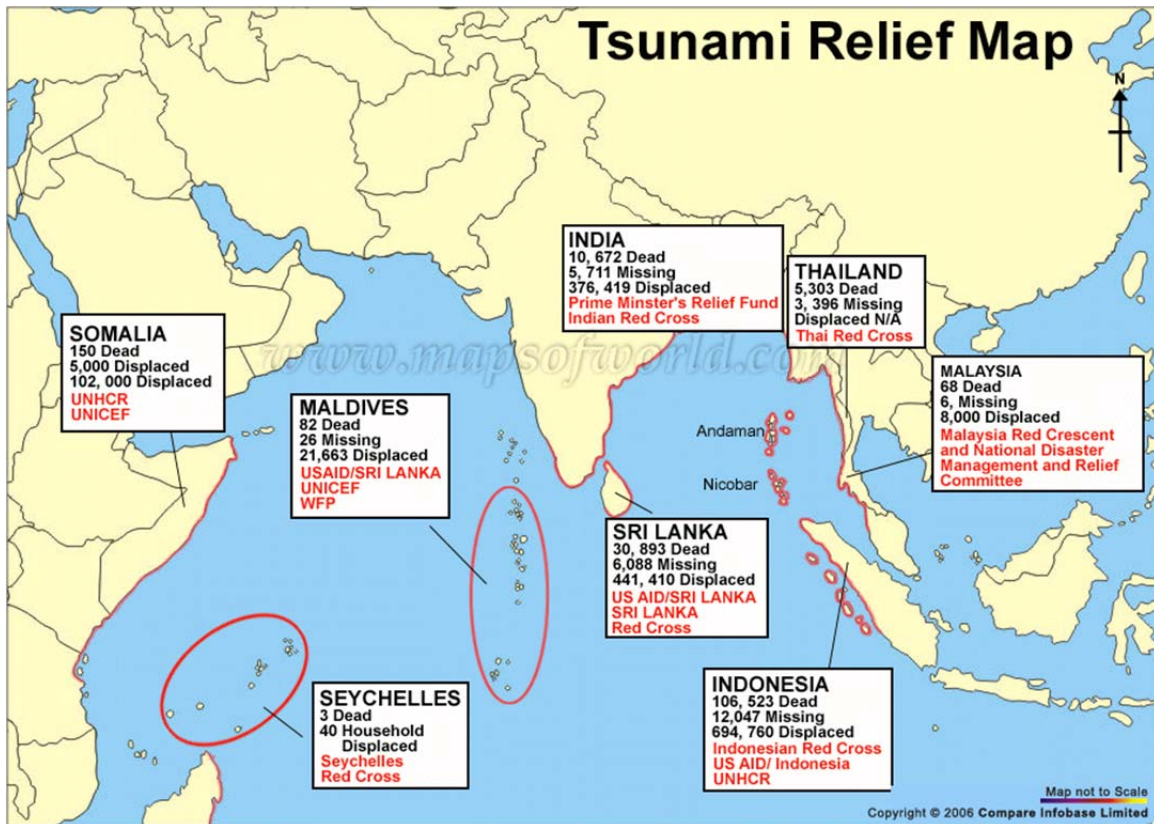 Tsunami Relief Map
N
INDIA
10, 672 Dead
5, 711 Missing
376, 419 Displaced
Prime Minster's Relief Fund
Indian Red Cross
THAILAND
5,303 Dead
3, 396 Missing
Displaced N/A
Thai Red Cross
SOMALIA
150 Dead
5,000 Displaced
102, 000 Displaced
UNHCR
UNICEF
www.mapsofworld.com
MALAYSIA
68 Dead
6, Missing
8,000 Displaced
Malaysia Red Crescent
and National Disaster
Management and Relief
Committee
MALDIVES
82 Dead
26 Missing
21,663 Displaced
USAID/SRI LANKA
UNICEF
WFP
Andaman
Nicobar
SRI LANKA
30, 893 Dead
6,088 Missing
441, 410 Displaced
US AID/SRI LANKA
SRI LANKA
Red Cross
SEYCHELLES
3 Dead
40 Household
Displaced
Seychelles
Red Cross
INDONESIA
106, 523 Dead
12,047 Missing
694, 760 Displaced
Indonesian Red Cross
US AID/ Indonesia
UNHCR
Map not to Scale
Copyright © 2006 Compare Infobase Limited